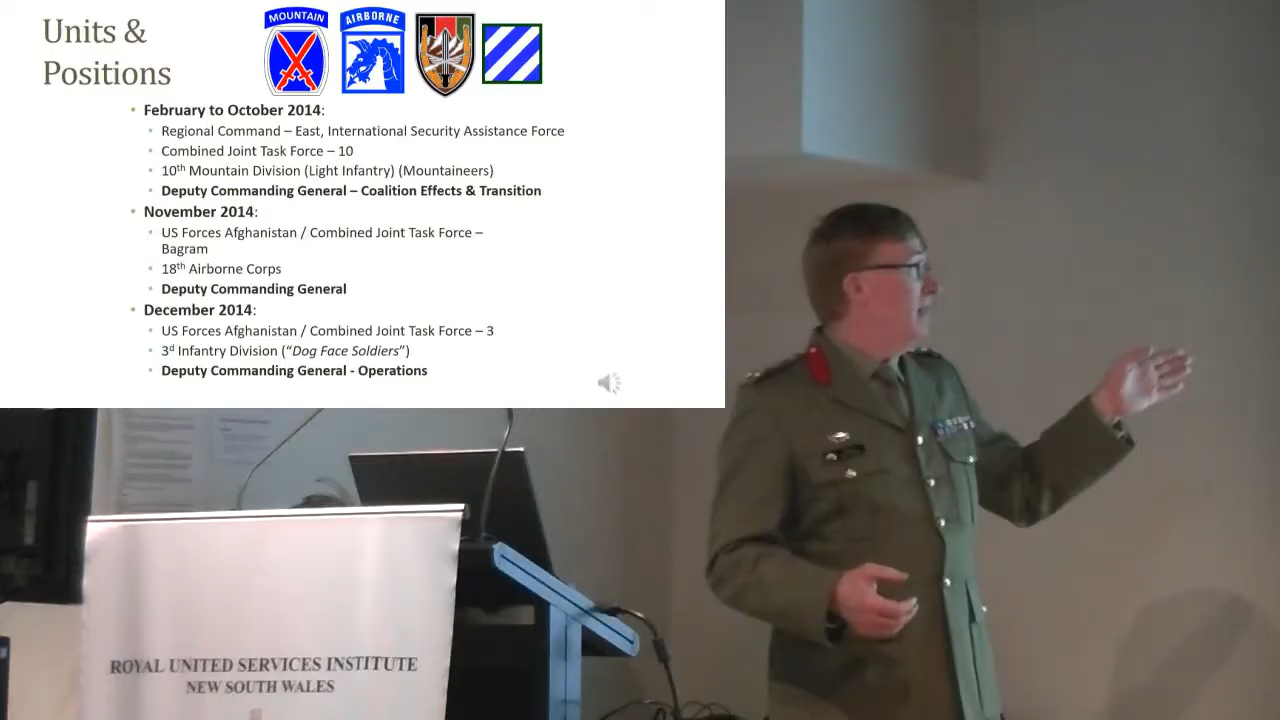 Units &
Positions
MOUNTAIN
AIRBORNE
• February to October 2014:
• Regional Command – East, International Security Assistance Force
• Combined Joint Task Force – 10
• 10th Mountain Division (Light Infantry) (Mountaineers)
• Deputy Commanding General – Coalition Effects & Transition
• November 2014:
• US Forces Afghanistan / Combined Joint Task Force –
Bagram
• 18th Airborne Corps
• Deputy Commanding General
• December 2014:
• US Forces Afghanistan / Combined Joint Task Force – 3
• 3d Infantry Division ("Dog Face Soldiers")
• Deputy Commanding General - Operations
ROYAL UNITED SERVICES INSTITUTE
NEW SOUTH WALES